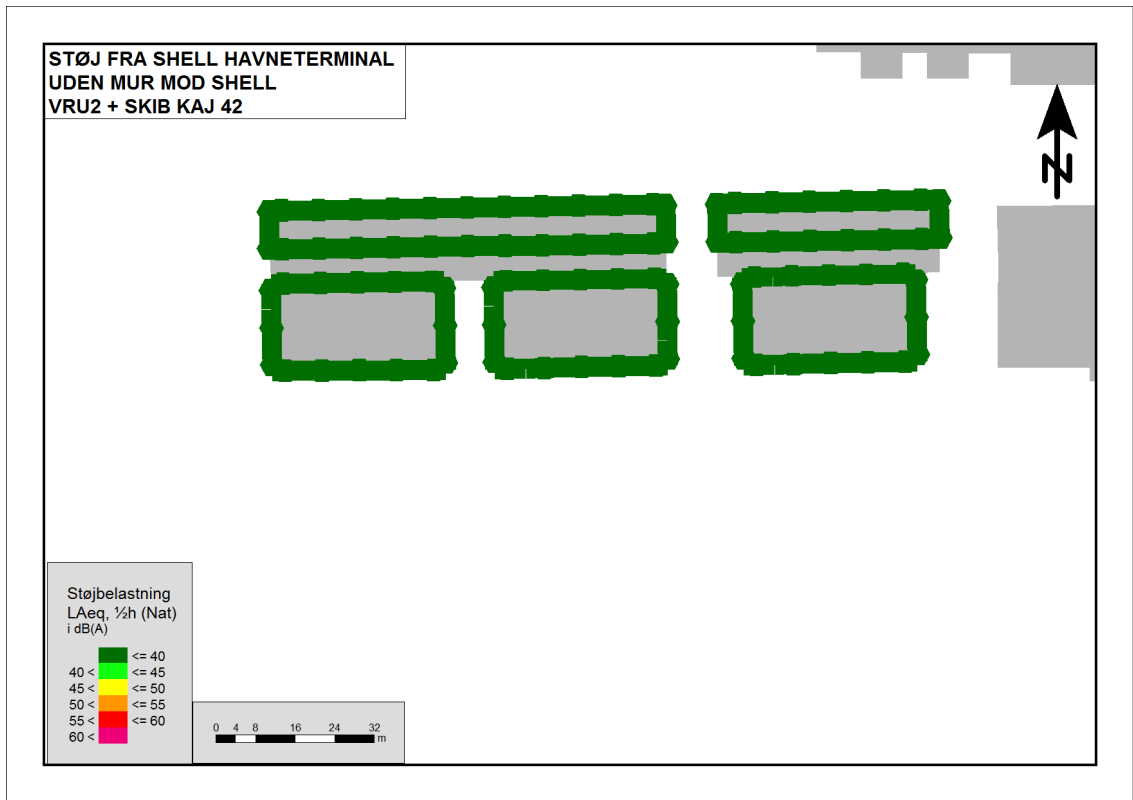 STØJ FRA SHELL HAVNETERMINAL
UDEN MUR MOD SHELL
VRU2 + SKIB KAJ 42
N
Støjbelastning
LAeq, ½h (Nat)
i dB(A)
<= 40
40 < <= 45
45 < <= 50
50 < <= 55
55 < <= 60
60 <
0 4 8 16 24 32
m